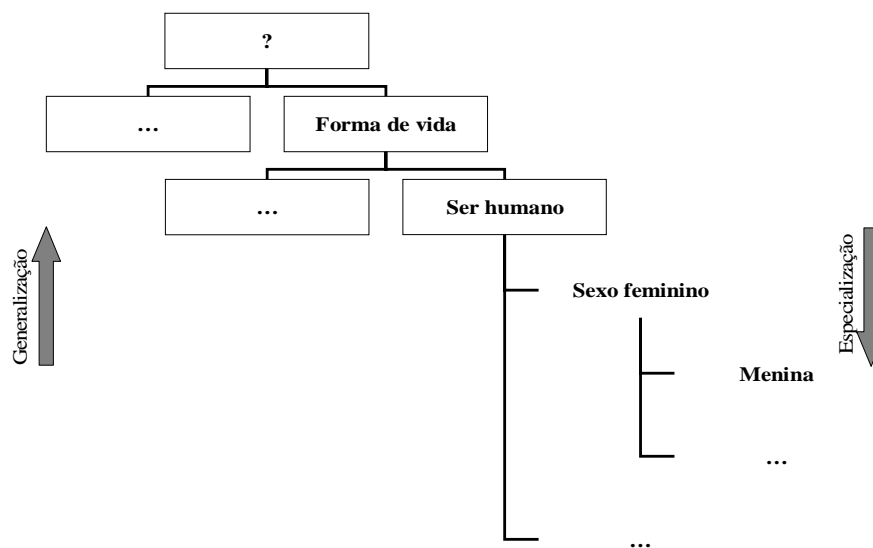 ?
...
Forma de vida
...
Ser humano
Generalização
Especialização
Sexo feminino
Menina
...
...